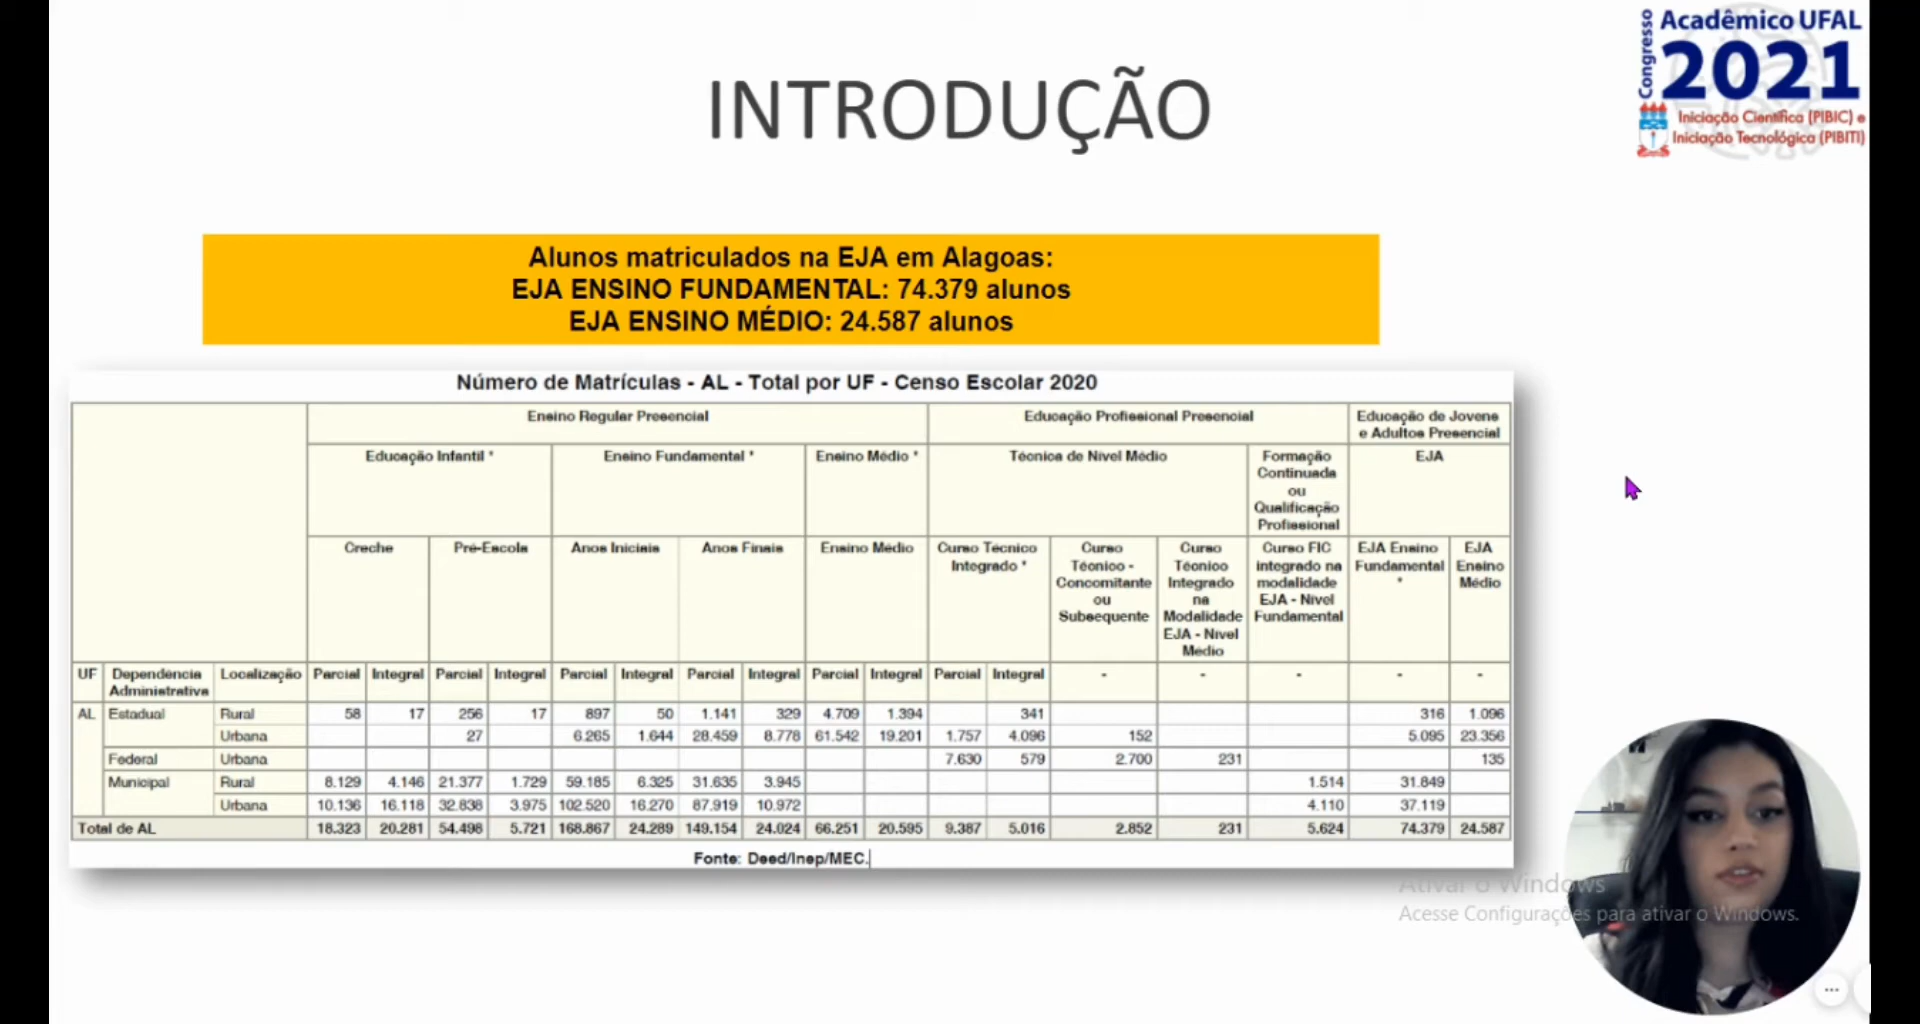 Congresso
Acadêmico UFAL
2021
Iniciação Científica (PIBIC) e
Iniciação Tecnológica (PIBITI)
INTRODUÇÃO
Alunos matriculados na EJA em Alagoas:
EJA ENSINO FUNDAMENTAL: 74.379 alunos
EJA ENSINO MÉDIO: 24.587 alunos
Número de Matrículas - AL - Total por UF - Censo Escolar 2020
Ensino Regular Presencial Educação Profissional Presencial Educação de Jovens
e Adultos Presencial
Educação Infantil * Ensino Fundamental * Ensino Médio * Técnica de Nível Médio Formação EJA
Continuada
ou
Qualificação
Profissional
Creche Pré-Escola Anos Iniciais Anos Finais Ensino Médio Curso Técnico Curso Curso Curso FIC EJA Ensino EJA
Integrado * Técnico - Técnico integrado na Fundamental Ensino
Concomitante Integrado modalidade * Médio
ou na EJA - Nível
Subsequente Modalidade Fundamental
EJA - Nível
Médio
UF Dependência Localização Parcial Integral Parcial Integral Parcial Integral Parcial Integral Parcial Integral Parcial Integral - - - - -
Administrativa
AL Estadual Rural 58 17 256 17 897 50 1.141 329 4.709 1.394 341 316 1.096
Urbana 27 6.265 1.644 28.459 8.778 61.542 19.201 1.757 4.096 152 5.095 23.356
Federal Urbana 7.630 579 2.700 231 135
Municipal Rural 8.129 4.146 21.377 1.729 59.185 6.325 31.635 3.945 1.514 31.849
Urbana 10.136 16.118 32.838 3.975 102.520 16.270 87.919 10.972 4.110 37.119
Total de AL 18.323 20.281 54.498 5.721 168.867 24.289 149.154 24.024 66.251 20.595 9.387 5.016 2.852 231 5.624 74.379 24.587
Fonte: Deed/Inep/MEC.
Ativar o Windows
Acesse Configurações para ativar o Windows.